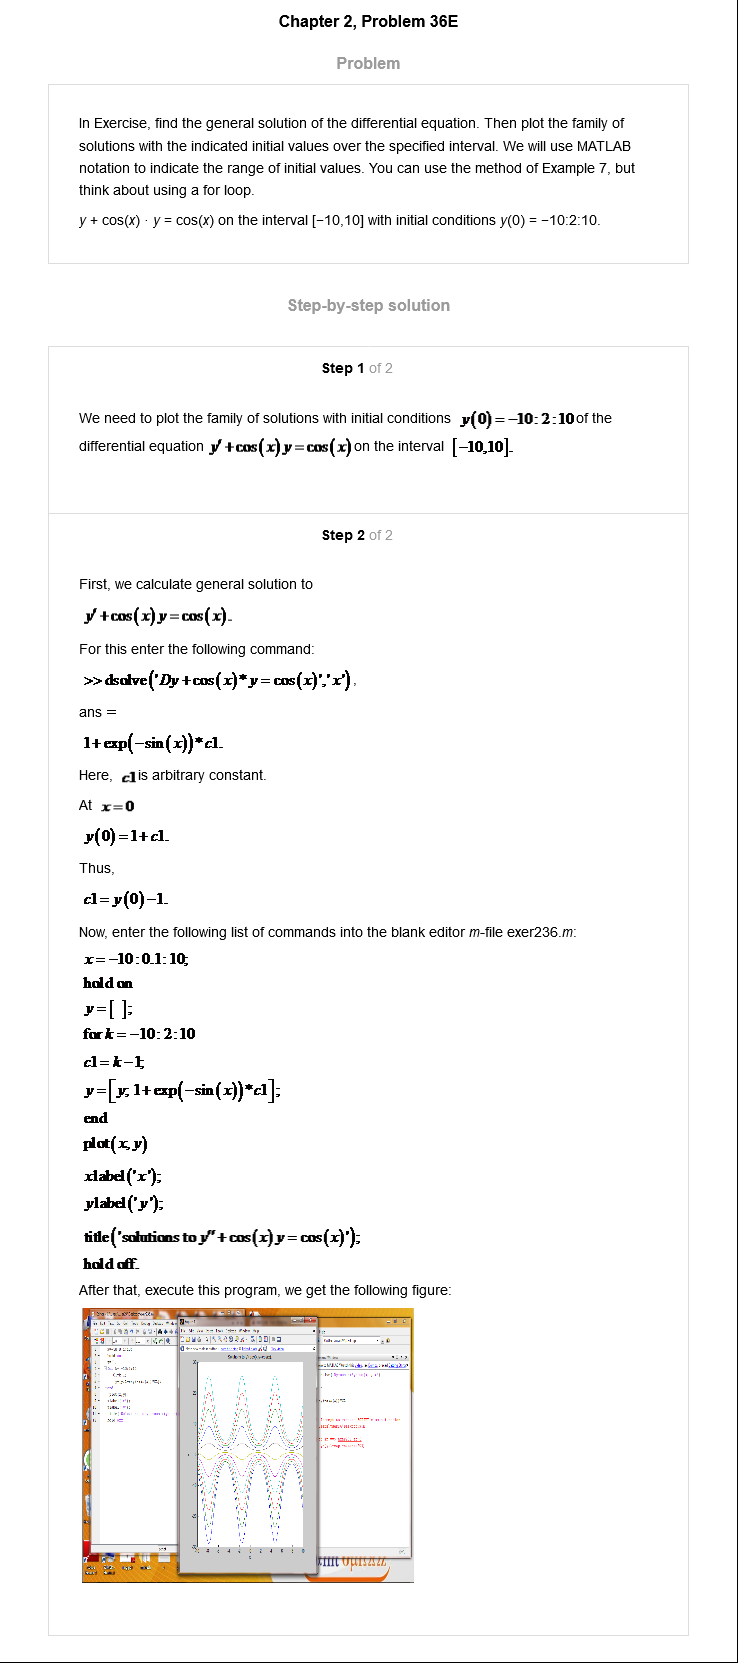 Chapter 2, Problem 36E
Problem
In Exercise, find the general solution of the differential equation. Then plot the family of
solutions with the indicated initial values over the specified interval. We will use MATLAB
notation to indicate the range of initial values. You can use the method of Example 7, but
think about using a for loop.
y + cos(x) · y = cos(x) on the interval [−10,10] with initial conditions y(0) = −10:2:10.
Step-by-step solution
Step 1 of 2
We need to plot the family of solutions with initial conditions y(0)=−10:2:10 of the
differential equation y′+cos(x)y=cos(x) on the interval [−10,10].
Step 2 of 2
First, we calculate general solution to
y′+cos(x)y=cos(x).
For this enter the following command:
>>dsolve('Dy+cos(x)*y=cos(x)','x'),
ans =
1+exp(−sin(x))*c1.
Here, c1 is arbitrary constant.
At x=0
y(0)=1+c1.
Thus,
c1=y(0)−1.
Now, enter the following list of commands into the blank editor m-file exer236.m:
x=−10:0.1:10;
hold on
y=[ ];
for k=−10:2:10
c1=k−1;
y=[y; 1+exp(−sin(x))*c1];
end
plot(x,y)
xlabel('x');
ylabel('y');
title('solutions to y″+cos(x)y=cos(x)');
hold off.
After that, execute this program, we get the following figure: